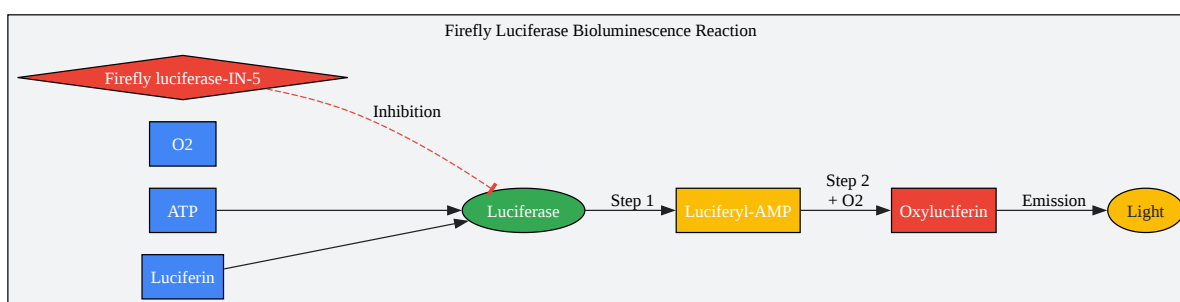 Firefly Luciferase Bioluminescence Reaction
Firefly luciferase-IN-5
Inhibition
O2
ATP
Luciferin
Luciferase
Step 1
Luciferyl-AMP
Step 2
+ O2
Oxyluciferin
Emission
Light